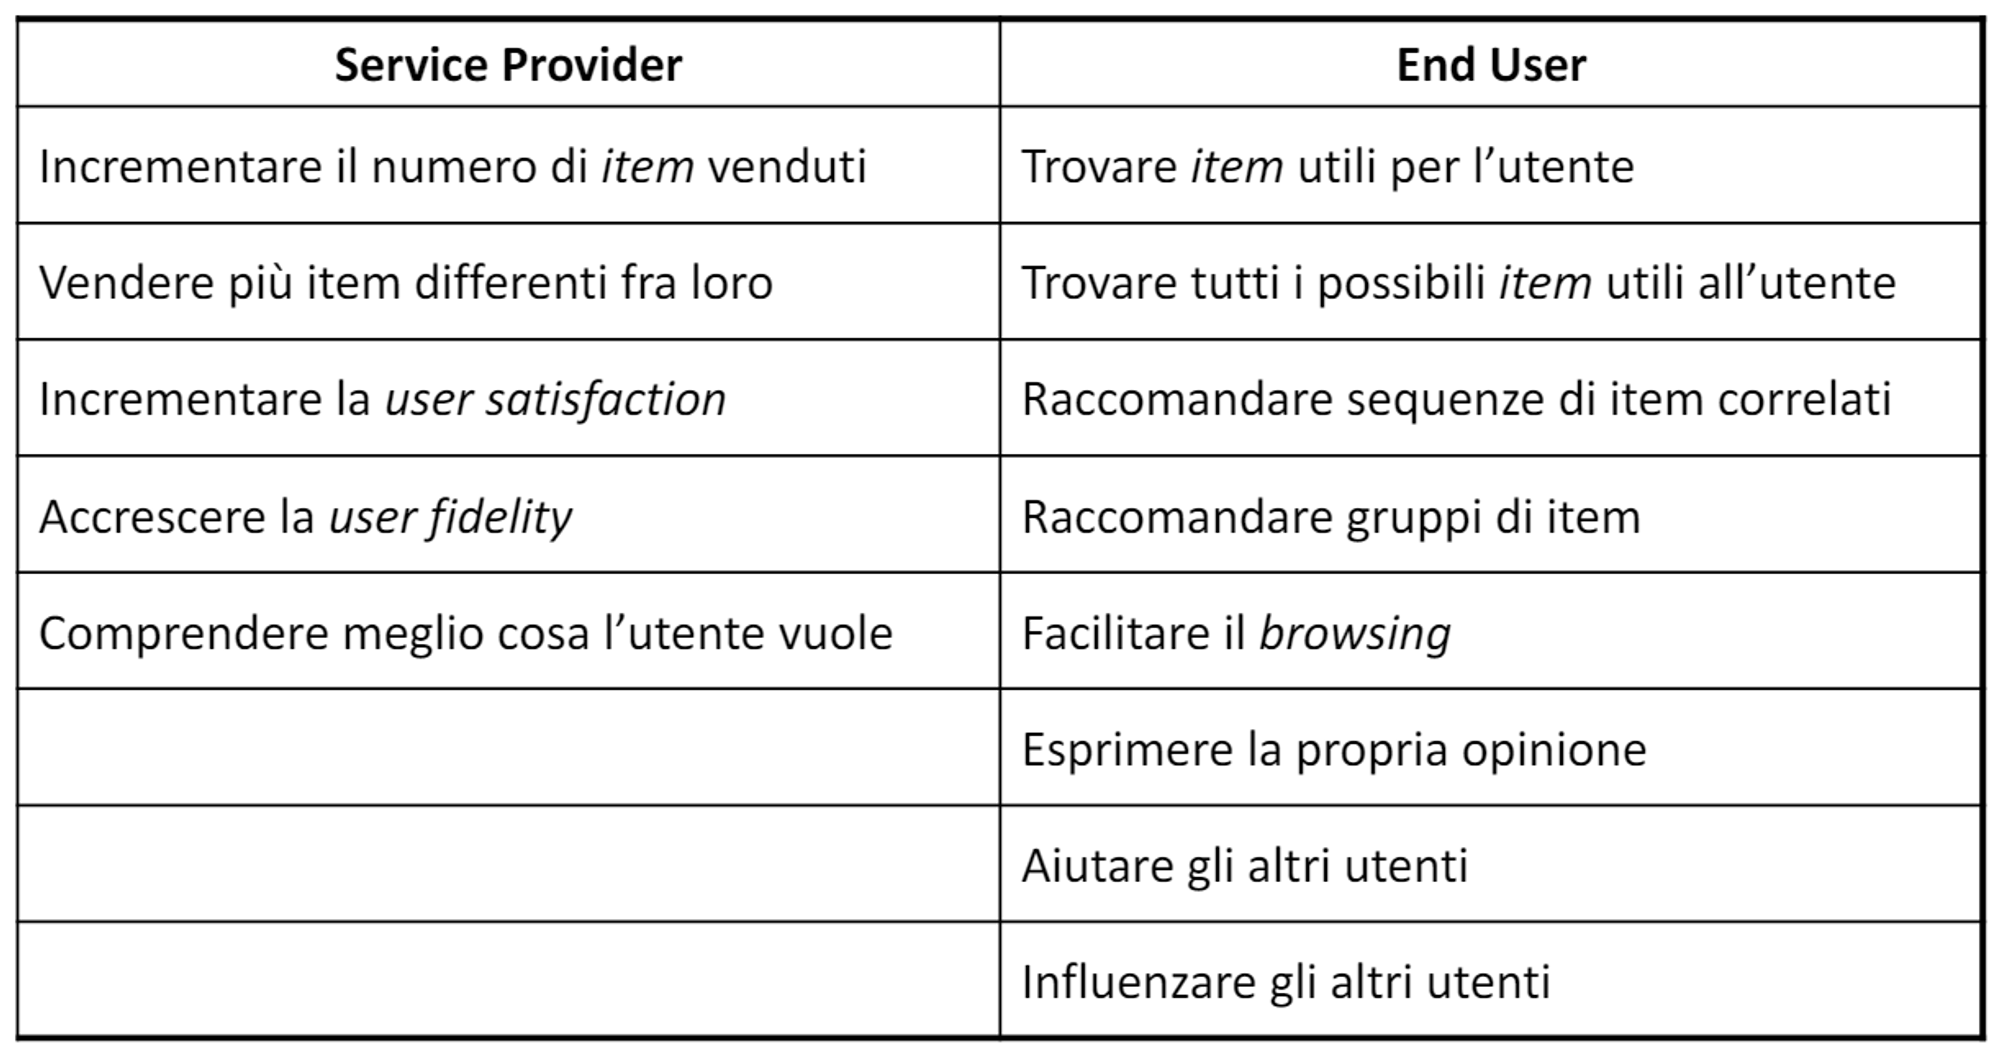 Service Provider
End User
Incrementare il numero di item venduti
Trovare item utili per l’utente
Vendere più item differenti fra loro
Trovare tutti i possibili item utili all’utente
Incrementare la user satisfaction
Raccomandare sequenze di item correlati
Accrescere la user fidelity
Raccomandare gruppi di item
Comprendere meglio cosa l’utente vuole
Facilitare il browsing
Esprimere la propria opinione
Aiutare gli altri utenti
Influenzare gli altri utenti